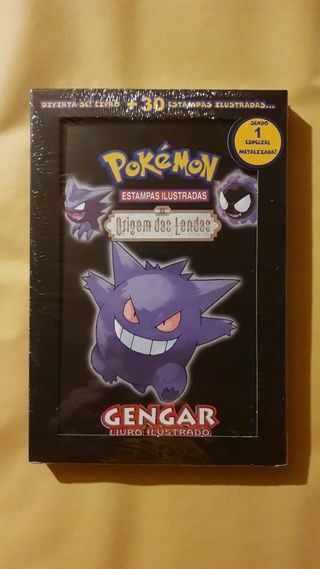 DIVIRTA-SE! LIVRO + 30 ESTAMPAS ILUSTRADAS...
SENDO
1
ESPECIAL
METALIZADA!
POKÉMON
ESTAMPAS ILUSTRADAS
Origem das Lendas
GENGAR
LIVRO ILUSTRADO